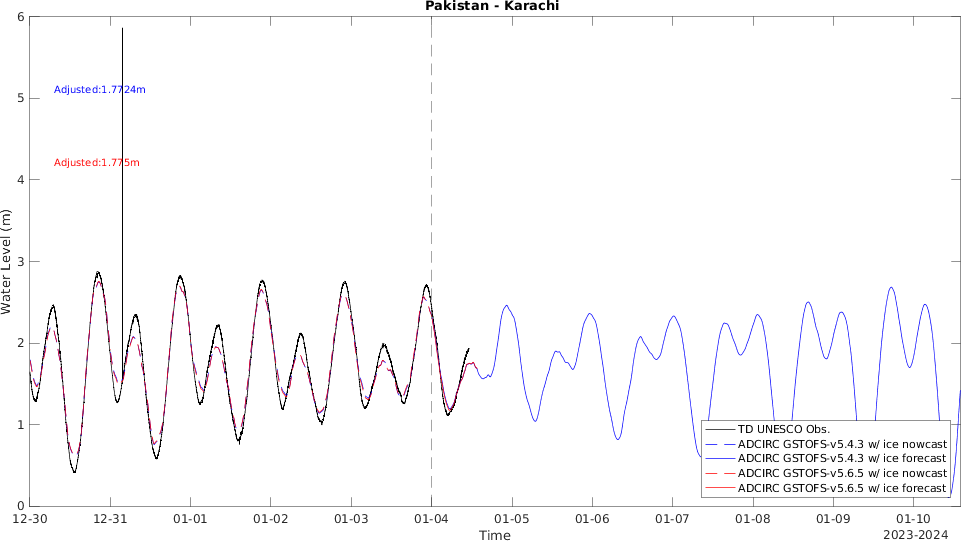 Pakistan - Karachi
6
5
4
3
2
1
0
Water Level (m)
Adjusted:1.7724m
Adjusted:1.775m
TD UNESCO Obs.
ADCIRC GSTOFS-v5.4.3 w/ ice nowcast
ADCIRC GSTOFS-v5.4.3 w/ ice forecast
ADCIRC GSTOFS-v5.6.5 w/ ice nowcast
ADCIRC GSTOFS-v5.6.5 w/ ice forecast
12-30 12-31 01-01 01-02 01-03 01-04 01-05 01-06 01-07 01-08 01-09 01-10
Time
2023-2024